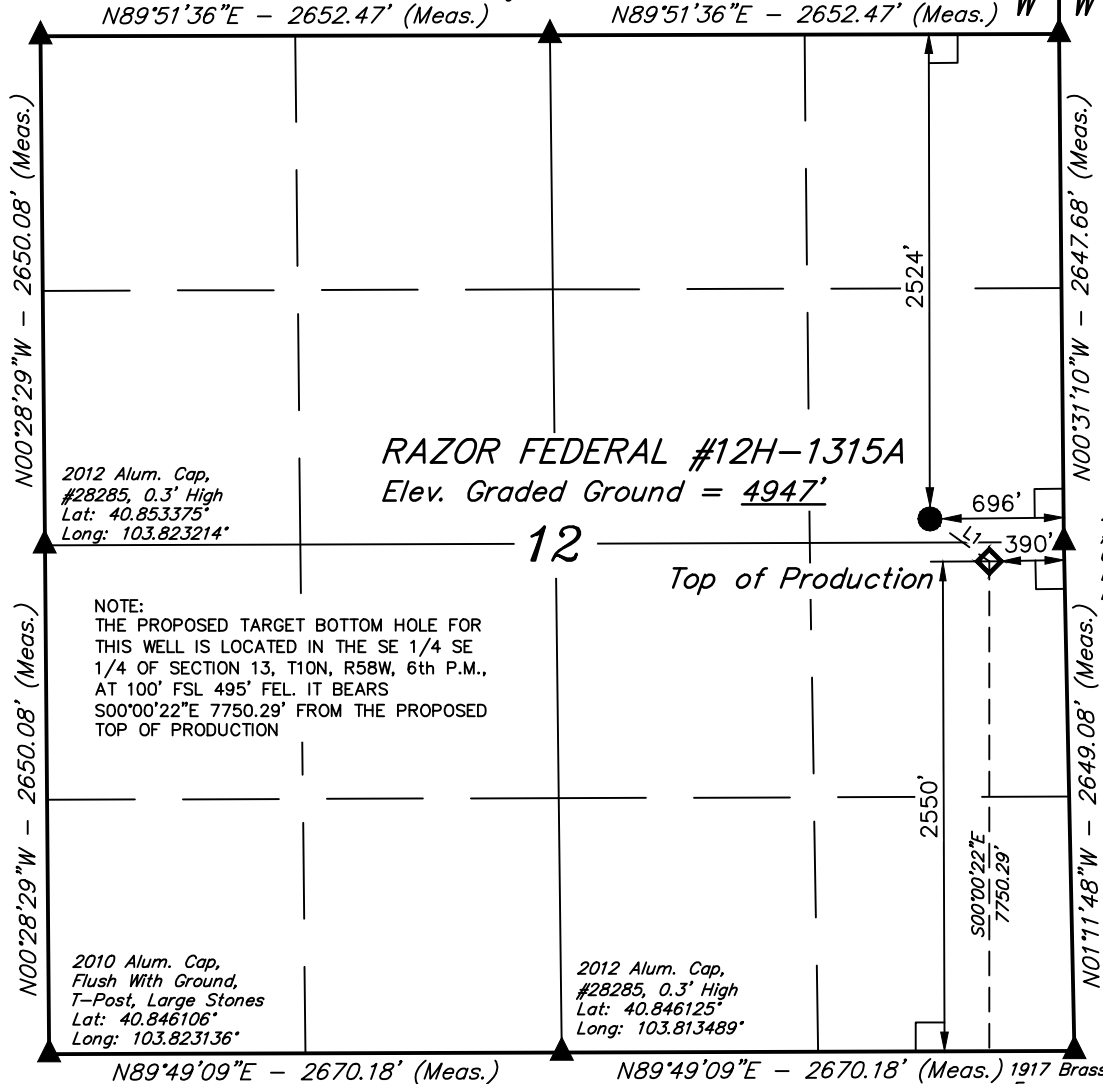 N89°51'36"E - 2652.47' (Meas.)
N89°51'36"E - 2652.47' (Meas.)
W
W
N00°28'29"W - 2650.08' (Meas.)
N00°31'10"W - 2647.68' (Meas.)
2524'
RAZOR FEDERAL #12H-1315A
Elev. Graded Ground = 4947'
2012 Alum. Cap,
#28285, 0.3' High
Lat: 40.853375°
Long: 103.823214°
696'
12
L1
390'
Top of Production
NOTE:
THE PROPOSED TARGET BOTTOM HOLE FOR
THIS WELL IS LOCATED IN THE SE 1/4 SE
1/4 OF SECTION 13, T10N, R58W, 6th P.M.,
AT 100' FSL 495' FEL. IT BEARS
S00°00'22"E 7750.29' FROM THE PROPOSED
TOP OF PRODUCTION
N00°28'29"W - 2650.08' (Meas.)
N01°11'48"W - 2649.08' (Meas.)
2550'
S00°00'22"E
7750.29'
2010 Alum. Cap,
Flush With Ground,
T-Post, Large Stones
Lat: 40.846106°
Long: 103.823136°
2012 Alum. Cap,
#28285, 0.3' High
Lat: 40.846125°
Long: 103.813489°
N89°49'09"E - 2670.18' (Meas.)
N89°49'09"E - 2670.18' (Meas.)
1917 Brass